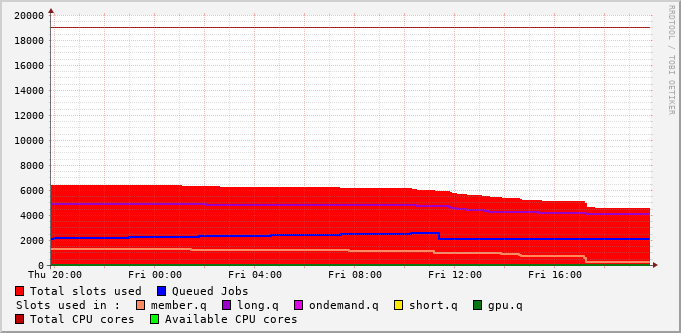 20000
18000
16000
14000
12000
10000
8000
6000
4000
2000
0
Thu 20:00 Fri 00:00 Fri 04:00 Fri 08:00 Fri 12:00 Fri 16:00
Total slots used Queued Jobs
Slots used in : member.q long.q ondemand.q short.q gpu.q
Total CPU cores Available CPU cores
RRDTOOL / TOBI OETIKER